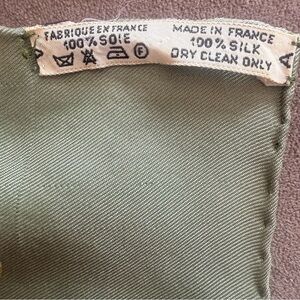 FABRIQUE EN FRANCE
100% SOIE
F
MADE IN FRANCE
100% SILK
DRY CLEAN ONLY
A